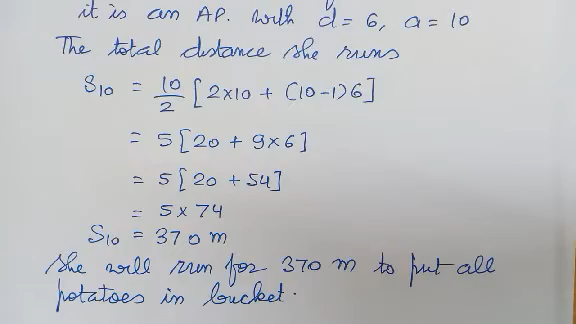 it is an AP. with d = 6, a = 10
The total distance she runs
S10 = 10/2 [2×10 + (10-1)6]
= 5[20 + 9×6]
= 5[20 + 54]
= 5 × 74
S10 = 370 m
She will run for 370 m to put all
potatoes in bucket.